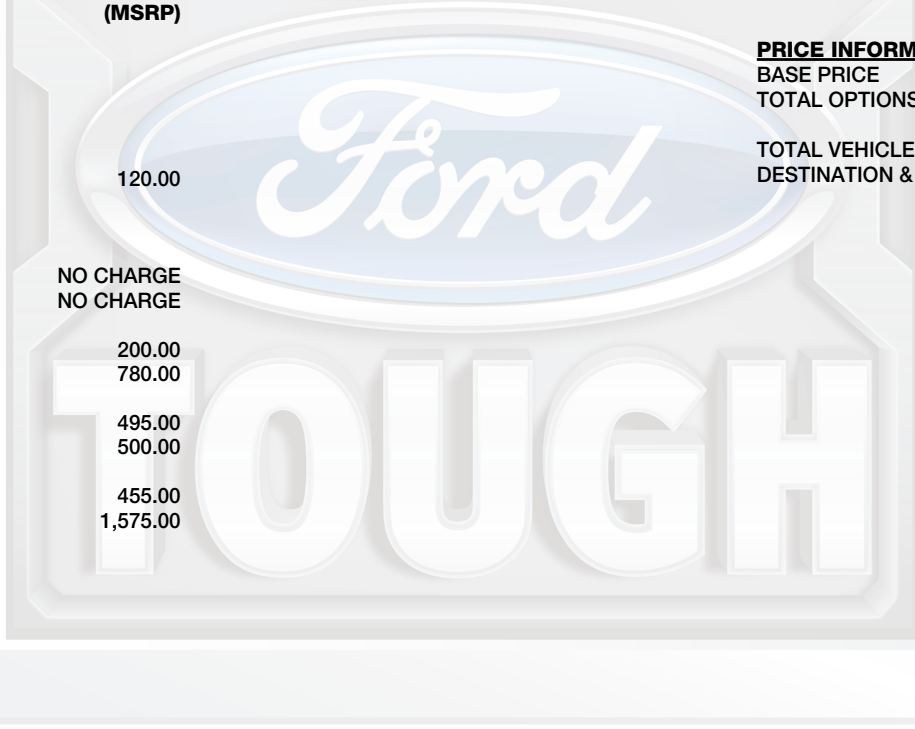 (MSRP)
120.00
NO CHARGE
NO CHARGE
200.00
780.00
495.00
500.00
455.00
1,575.00
PRICE INFORM
BASE PRICE
TOTAL OPTIONS
TOTAL VEHICLE
DESTINATION &
Ford
TOUGH